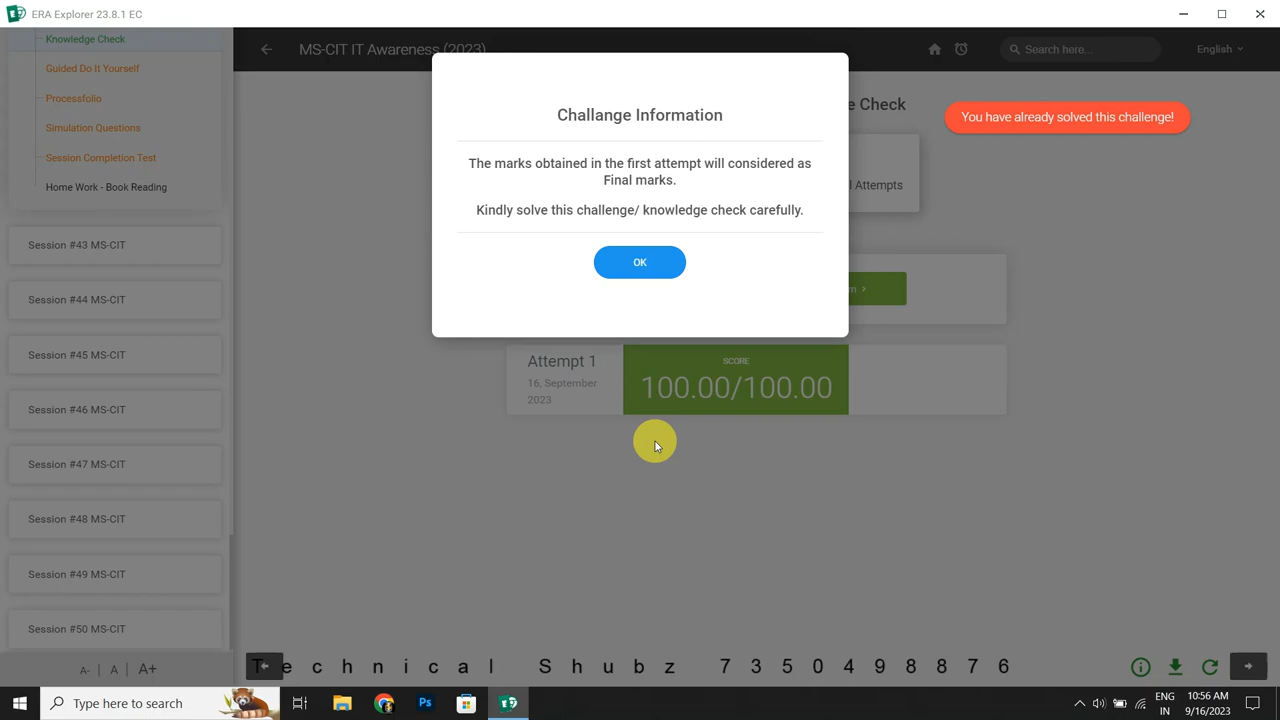 ERA Explorer 23.8.1 EC
Knowledge Check
Guided Do It Yourself
Processfolio
Simulation Questions
Session Completion Test
Home Work - Book Reading
Session #43 MS-CIT
Session #44 MS-CIT
Session #45 MS-CIT
Session #46 MS-CIT
Session #47 MS-CIT
Session #48 MS-CIT
Session #49 MS-CIT
Session #50 MS-CIT
A- | A | A+
MS-CIT IT Awareness (2023)
Search here...
English
e Check
You have already solved this challenge!
l Attempts
Challange Information
The marks obtained in the first attempt will considered as
Final marks.
Kindly solve this challenge/ knowledge check carefully.
OK
m
Attempt 1
16, September
2023
SCORE
100.00/100.00
Technical Shubz 7350498876
Type here to search
ENG
IN
10:56 AM
9/16/2023